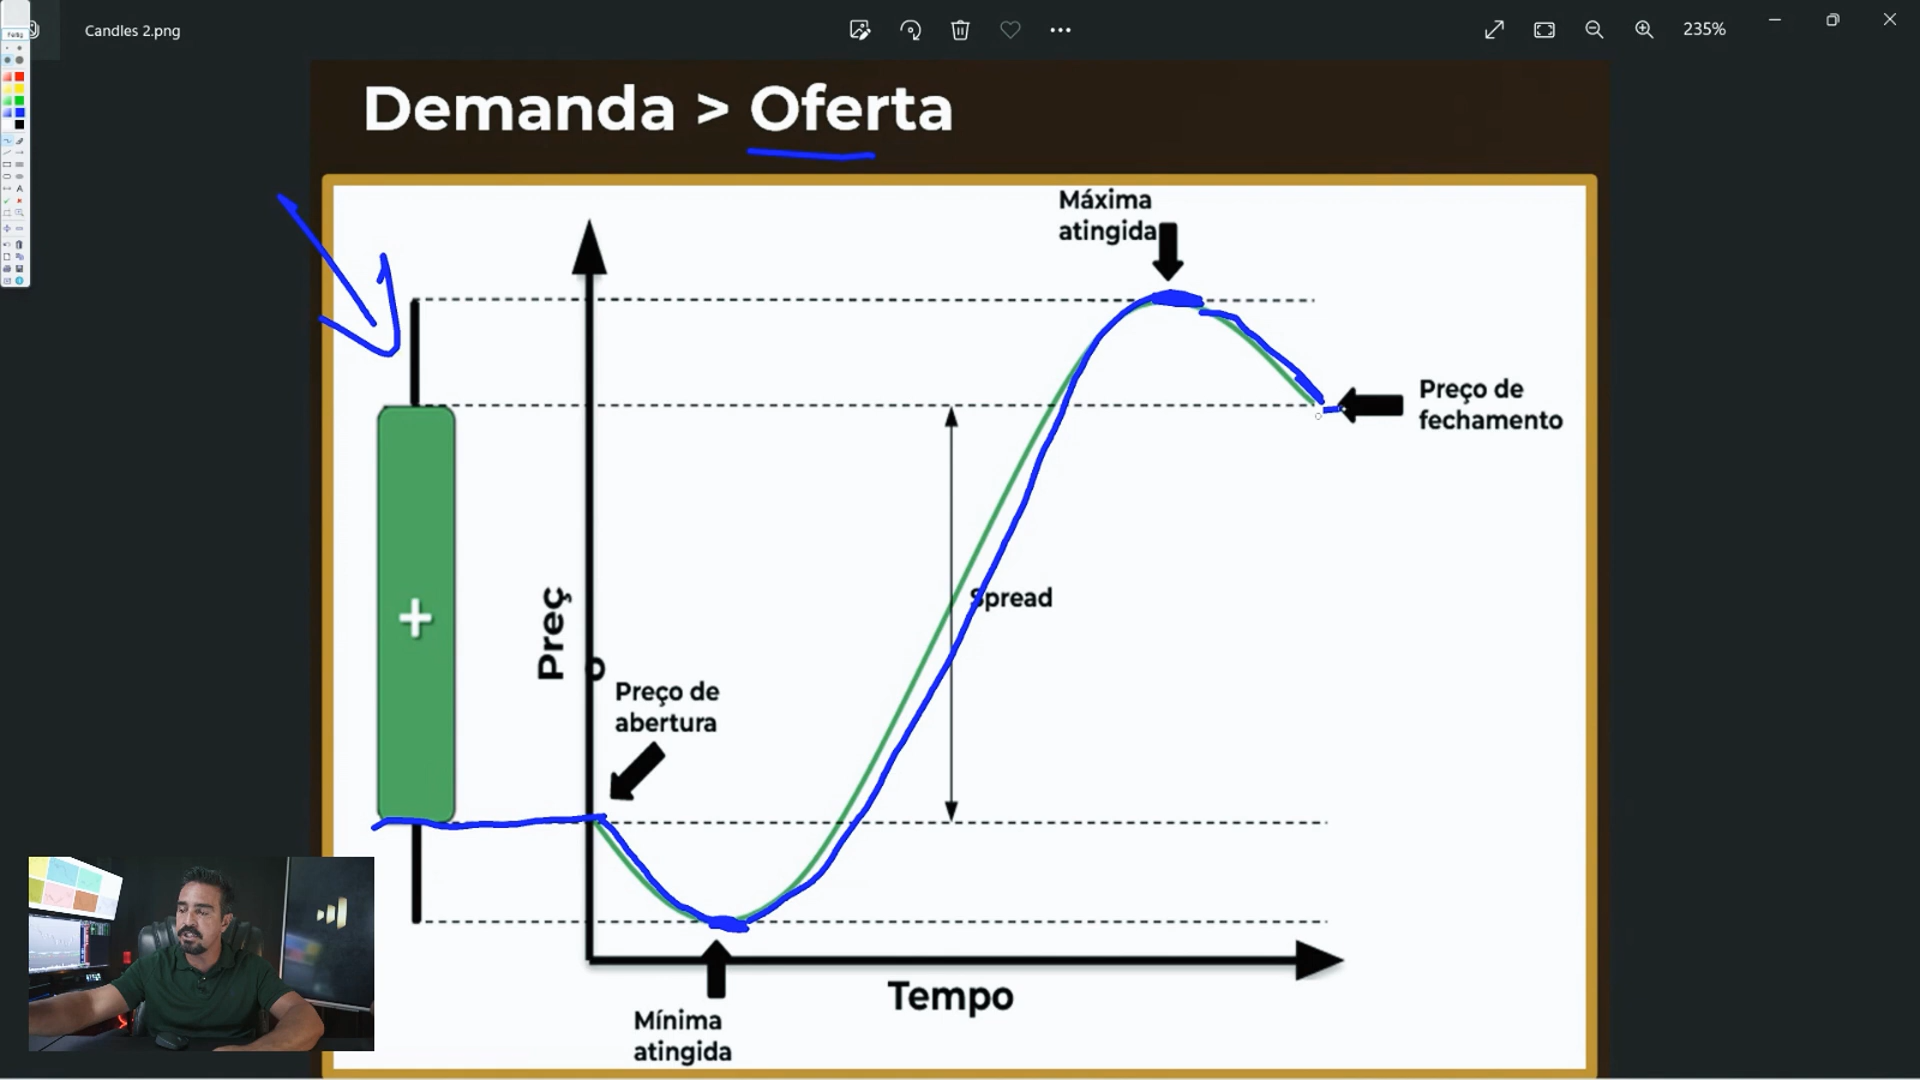 Candles 2.png
235%
Demanda > Oferta
Máxima
atingida
Preço de
fechamento
Spread
Preço
Preço de
abertura
+
Tempo
Mínima
atingida